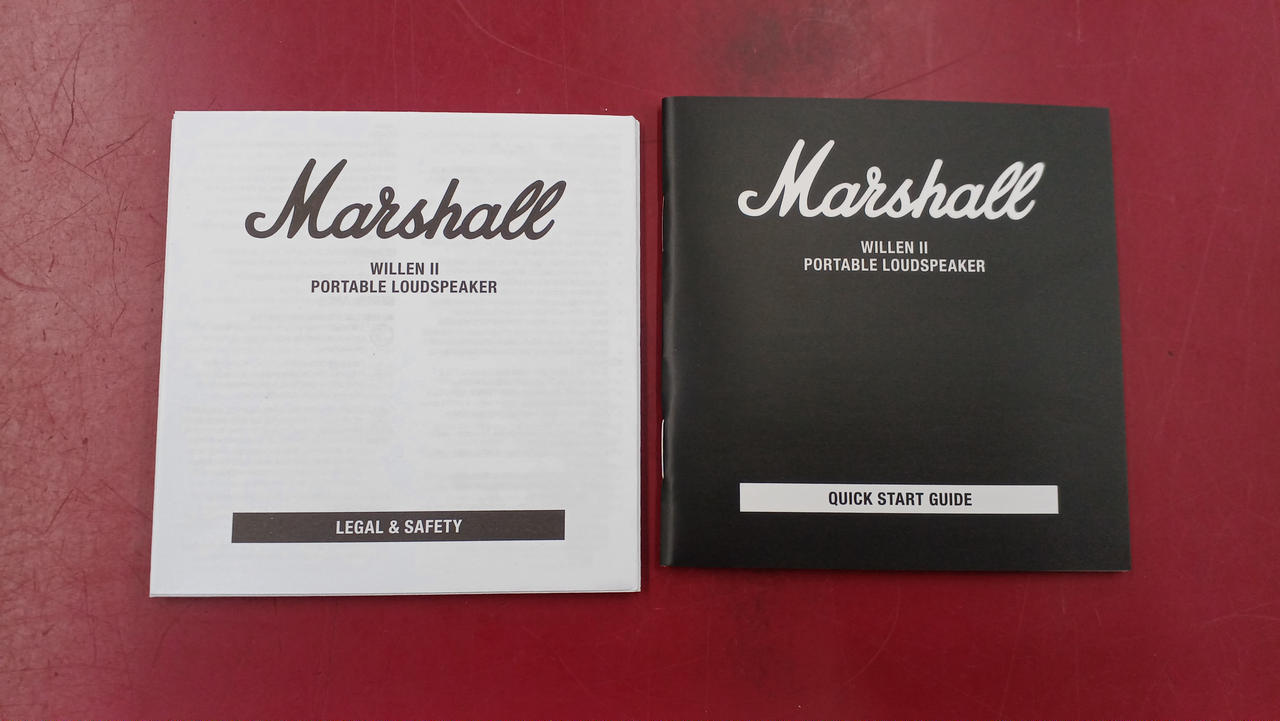 Marshall
WILLEN II
PORTABLE LOUDSPEAKER
LEGAL & SAFETY
Marshall
WILLEN II
PORTABLE LOUDSPEAKER
QUICK START GUIDE